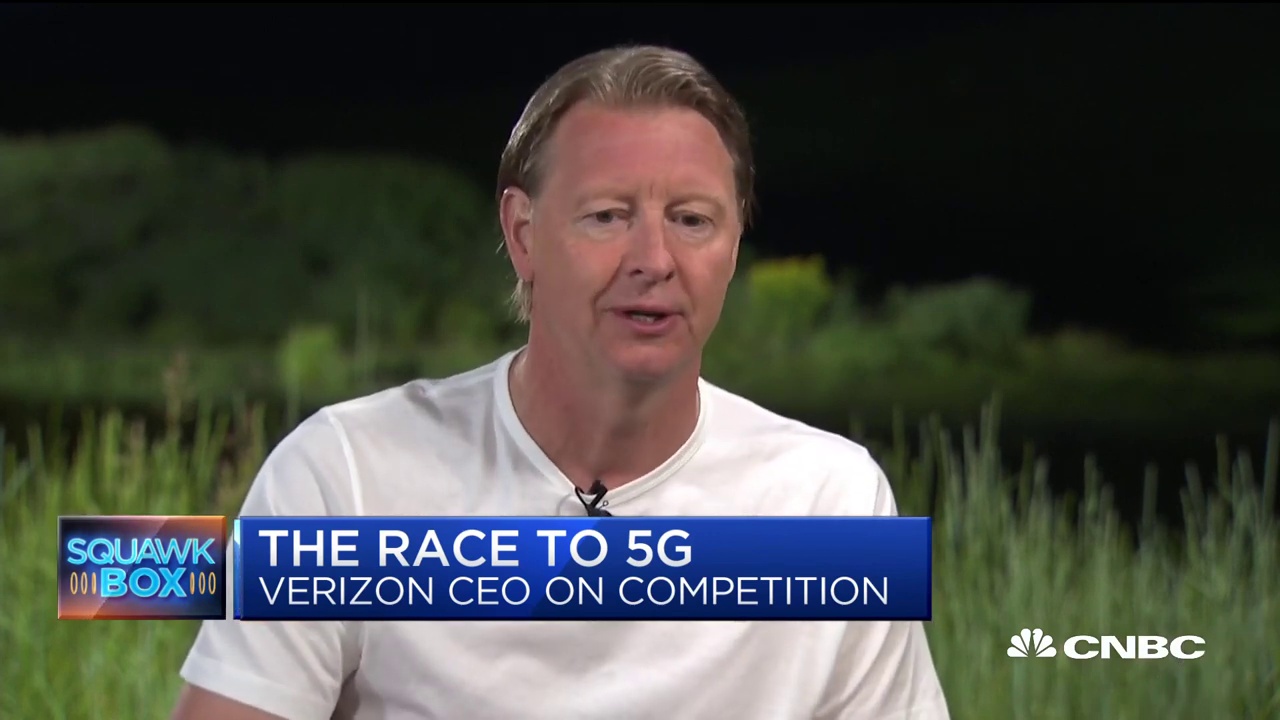 SQUAWK
BOX
THE RACE TO 5G
VERIZON CEO ON COMPETITION
CNBC